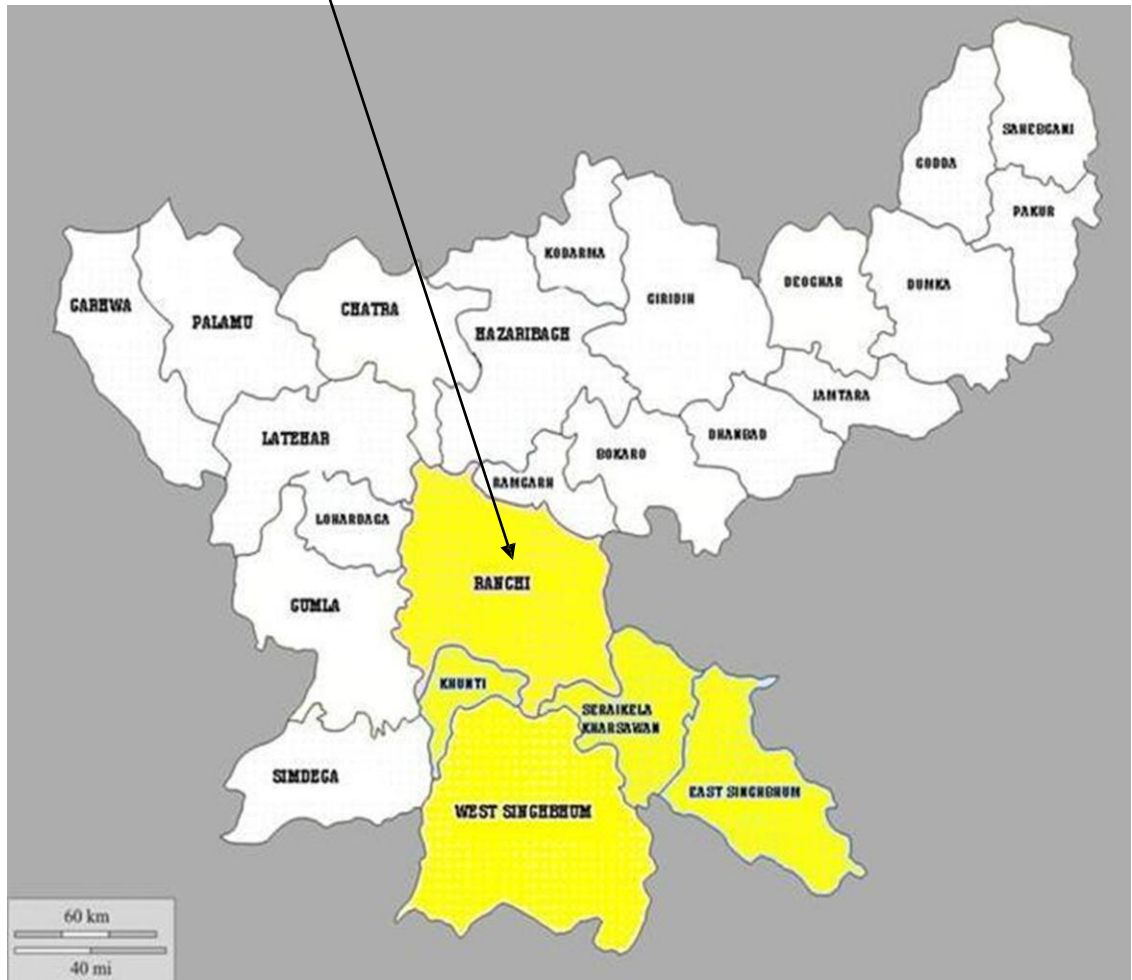 SAHEBGANJ
GODDA
PAKUR
KODARMA
DEOGHAR
DUMKA
GIRIDIH
GARHWA
CHATRA
PALAMU
HAZARIBAGH
JAMTARA
DHANBAD
LATEHAR
BOKARO
RAMGARH
LOHARDAGA
RANCHI
GUMLA
KHUNTI
SERAIKELA
KHARSAWAN
SIMDEGA
EAST SINGHBHUM
WEST SINGHBHUM
60 km
40 mi